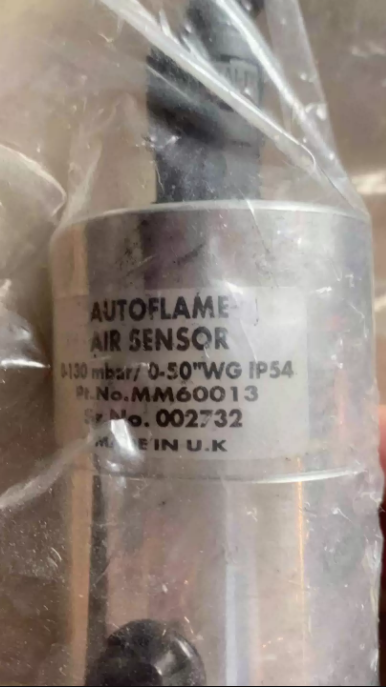 AUTOFLAME
AIR SENSOR
0-130 mbar/ 0-50"WG IP54
Pt.No.MM60013
Sr.No. 002732
MADE IN U.K